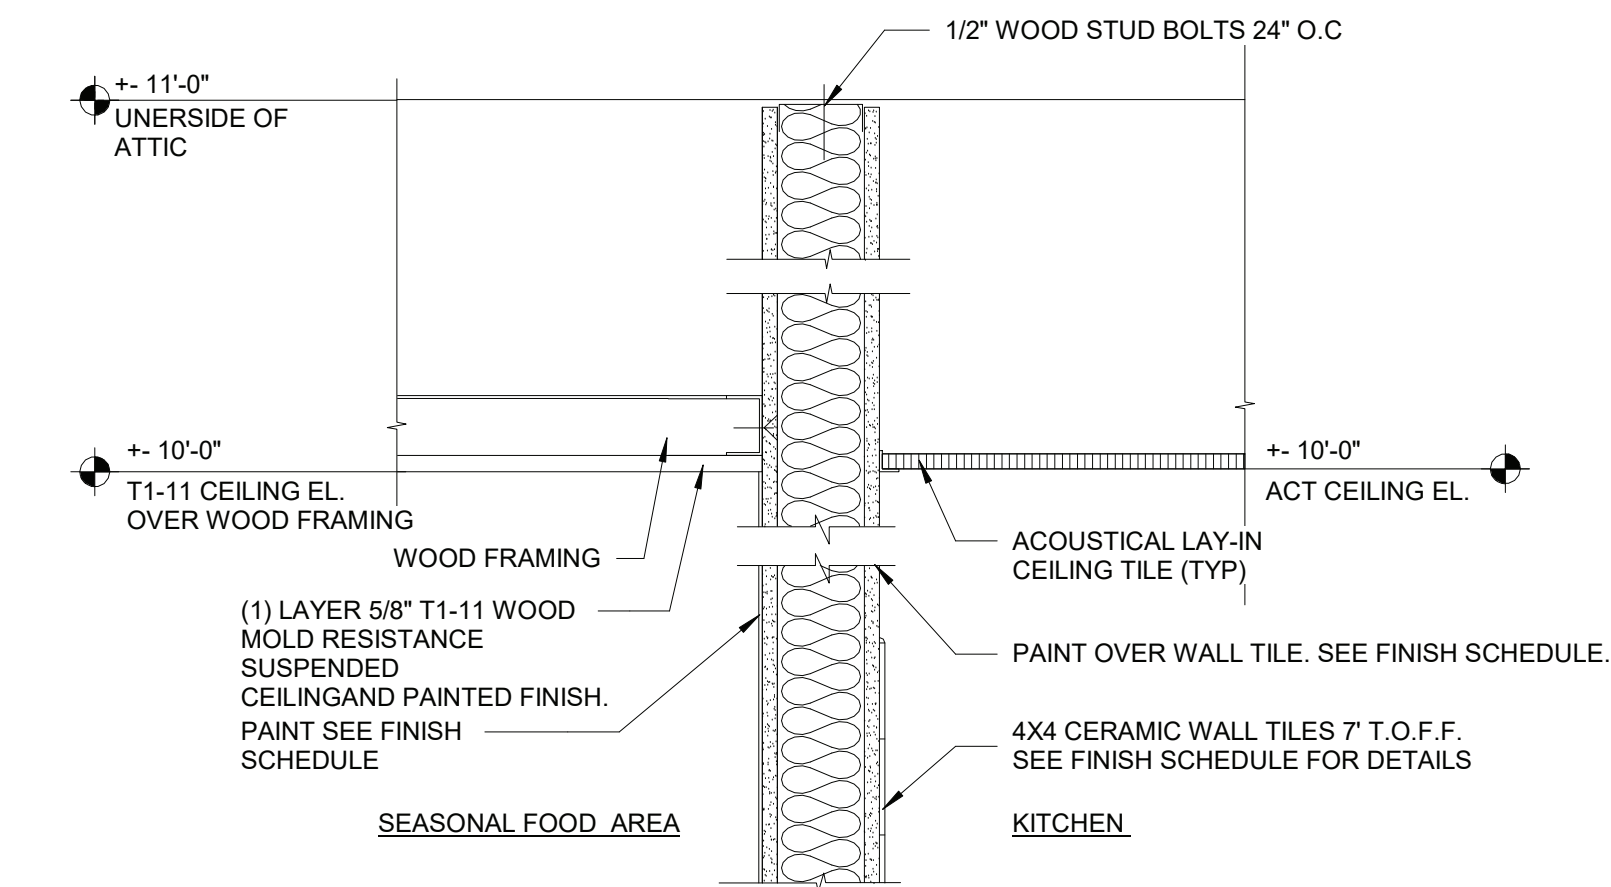 1/2" WOOD STUD BOLTS 24" O.C
+- 11'-0"
UNERSIDE OF
ATTIC
+- 10'-0"
T1-11 CEILING EL.
OVER WOOD FRAMING
+- 10'-0"
ACT CEILING EL.
WOOD FRAMING
(1) LAYER 5/8" T1-11 WOOD
MOLD RESISTANCE
SUSPENDED
CEILINGAND PAINTED FINISH.
PAINT SEE FINISH
SCHEDULE
ACOUSTICAL LAY-IN
CEILING TILE (TYP)
PAINT OVER WALL TILE. SEE FINISH SCHEDULE.
4X4 CERAMIC WALL TILES 7' T.O.F.F.
SEE FINISH SCHEDULE FOR DETAILS
SEASONAL FOOD  AREA
KITCHEN